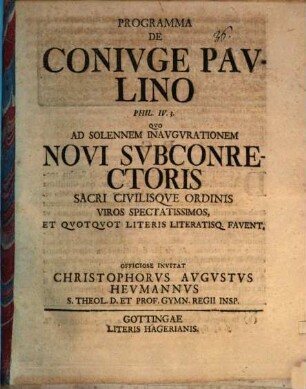 PROGRAMMA
36.
DE
CONIVGE PAV-
LINO
PHIL. IV. 3.
QVO
AD SOLENNEM INAVGVRATIONEM
NOVI SVBCONRE-
CTORIS
SACRI CIVILISQVE ORDINIS
VIROS SPECTATISSIMOS,
ET QVOTQVOT LITERIS LITERATISQ. FAVENT,
OFFICIOSE INVITAT
CHRISTOPHORVS AVGVSTVS
HEVMANNVS
S. THEOL. D. ET PROF. GYMN. REGII INSP.
GOTTINGAE
LITERIS HAGERIANIS.